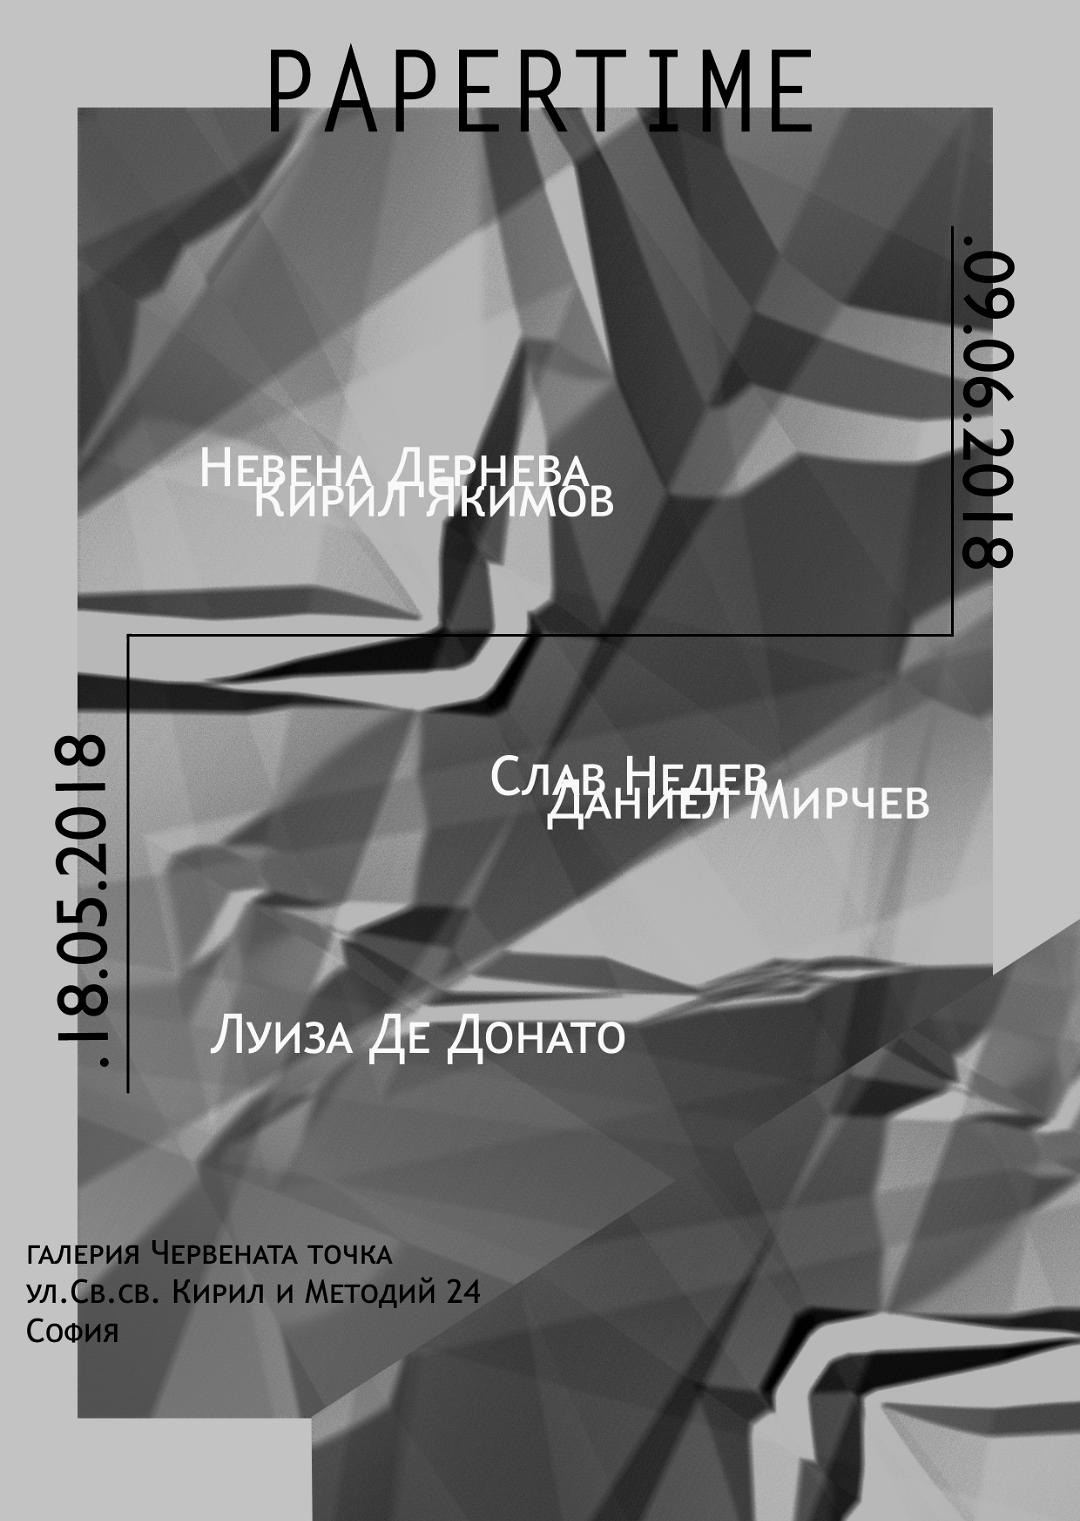 PAPERTIME
.09.06.2018
Невена Дернева
Кирил Якимов
.18.05.2018
Слав Недев
Даниел Мирчев
Луиза Де Донато
галерия Червената точка
ул.Св.св. Кирил и Методий 24
София